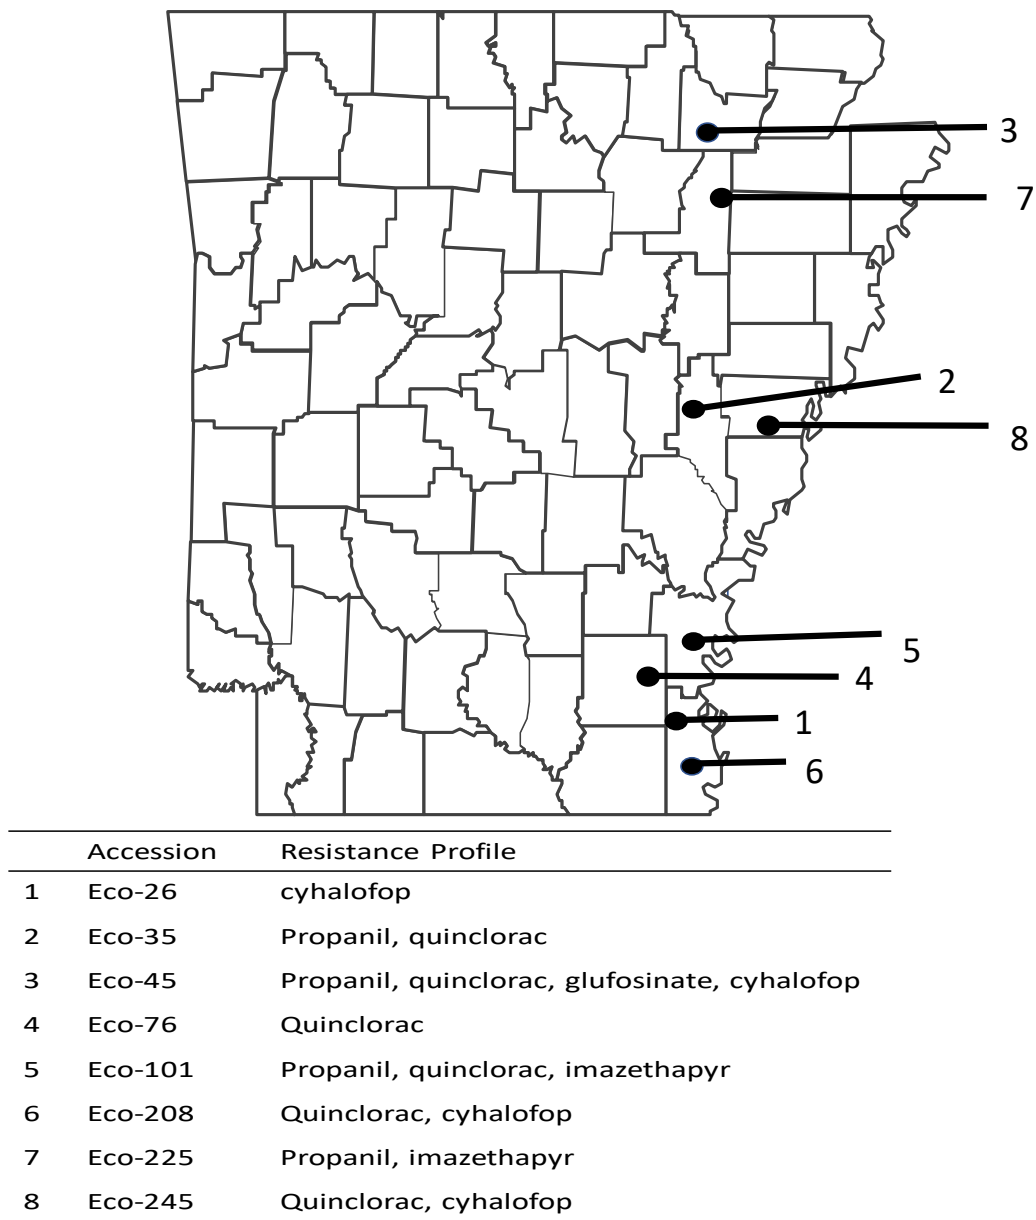 3
7
2
8
5
4
1
6
Accession Resistance Profile
1 Eco-26 cyhalofop
2 Eco-35 Propanil, quinclorac
3 Eco-45 Propanil, quinclorac, glufosinate, cyhalofop
4 Eco-76 Quinclorac
5 Eco-101 Propanil, quinclorac, imazethapyr
6 Eco-208 Quinclorac, cyhalofop
7 Eco-225 Propanil, imazethapyr
8 Eco-245 Quinclorac, cyhalofop